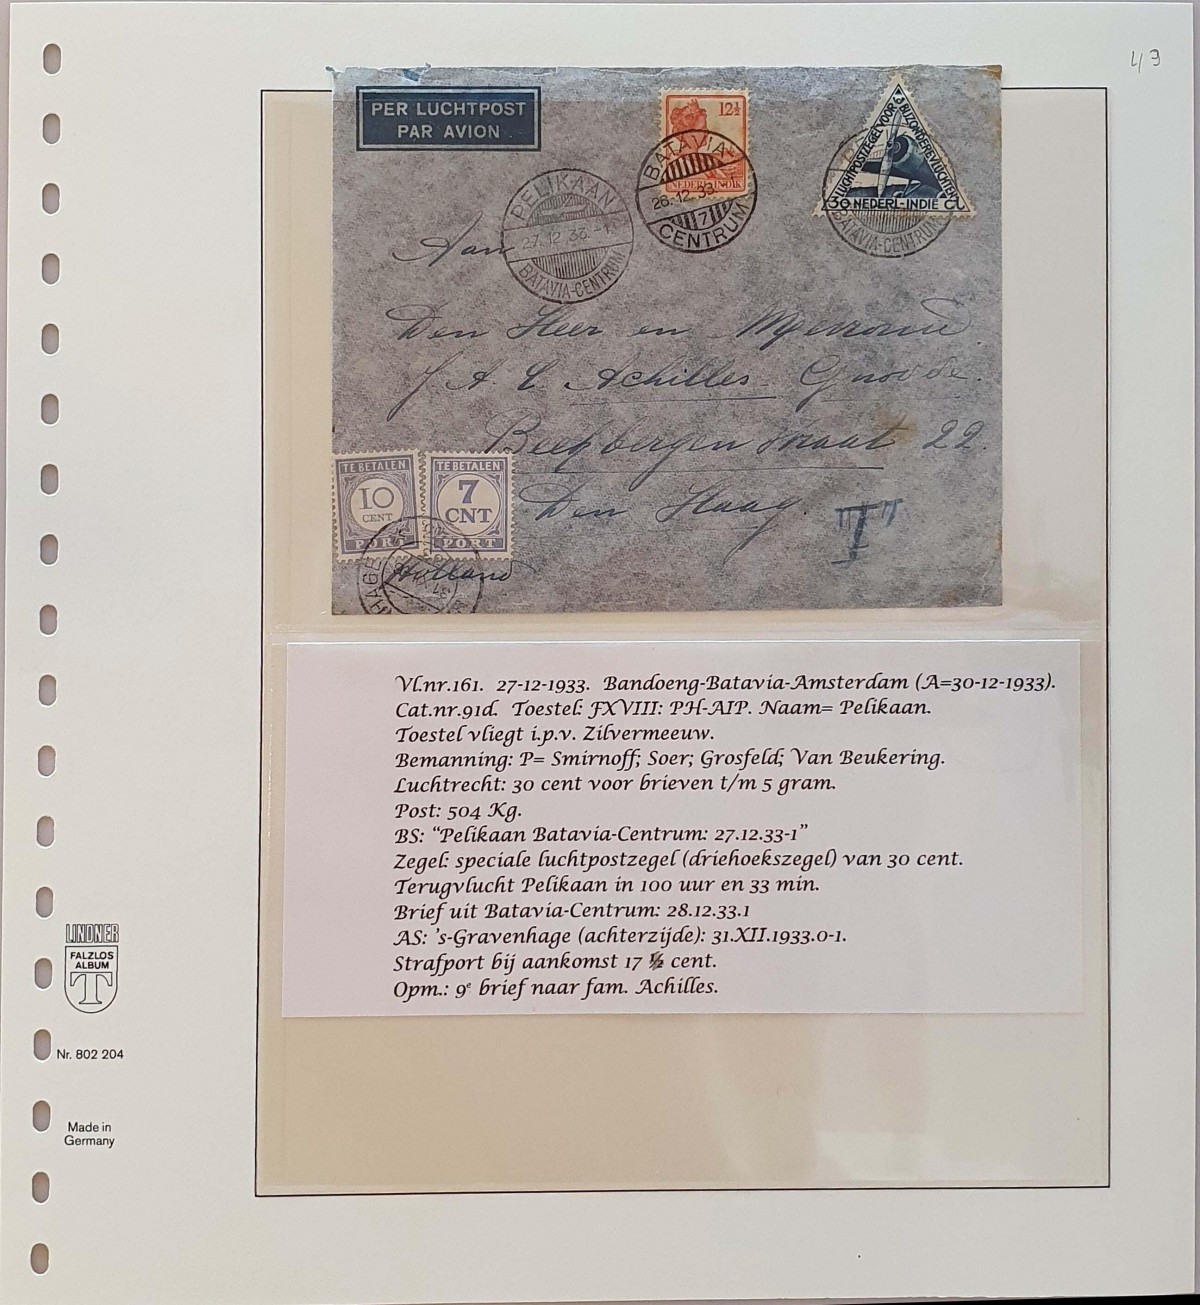 43
PER LUCHTPOST
PAR AVION
12½
NEDERL-INDIE
BATAVIA
26.12.33
7
CENTRUM
LUCHTPOSTZEGEL VOOR BIJZONDERE VLUCHTEN
30 NEDERL-INDIE CT
BATAVIA-CENTRUM
PELIKAAN
27.12.33.-1
BATAVIA-CENTRUM
Aan
Den Heer en Mevrouw
J A C Achilles
straat 22.
Den Haag.
Holland
"T"
TE BETALEN
10
CENT
PORT
TE BETALEN
7
CNT
PORT
HAGE
Vl.nr.161. 27-12-1933. Bandoeng-Batavia-Amsterdam (A=30-12-1933).
Cat.nr.91d. Toestel: FXVIII: PH-AIP. Naam= Pelikaan.
Toestel vliegt i.p.v. Zilvermeeuw.
Bemanning: P= Smirnoff; Soer; Grosfeld; Van Beukering.
Luchtrecht: 30 cent voor brieven t/m 5 gram.
Post: 504 Kg.
BS: “Pelikaan Batavia-Centrum: 27.12.33-1”
Zegel: speciale luchtpostzegel (driehoekszegel) van 30 cent.
Terugvlucht Pelikaan in 100 uur en 33 min.
Brief uit Batavia-Centrum: 28.12.33.1
AS: 's-Gravenhage (achterzijde): 31.XII.1933.0-1.
Strafport bij aankomst 17 ½ cent.
Opm.: 9e brief naar fam. Achilles.
LINDNER
FALZLOS
ALBUM
T
Nr. 802 204
Made in
Germany